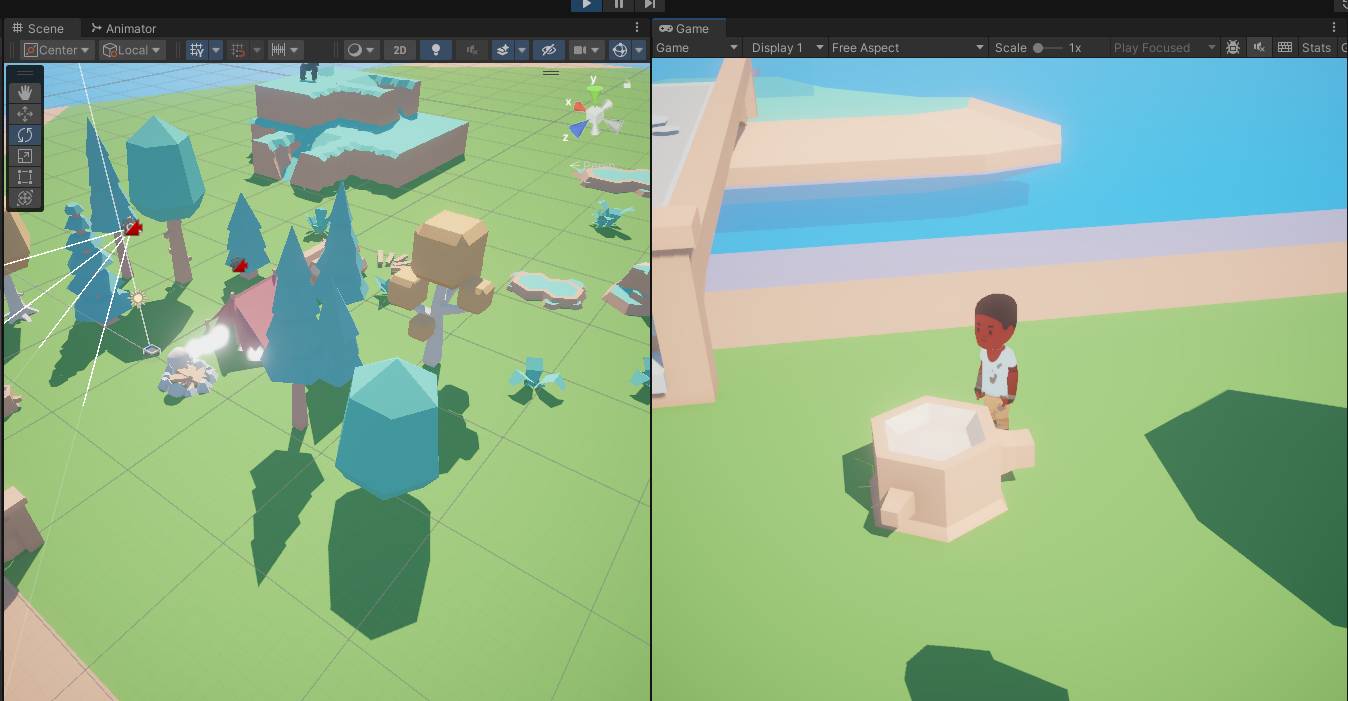 Scene
Animator
Center
Local
2D
y
x
z
Persp
Game
Game
Display 1
Free Aspect
Scale
1x
Play Focused
Stats
G